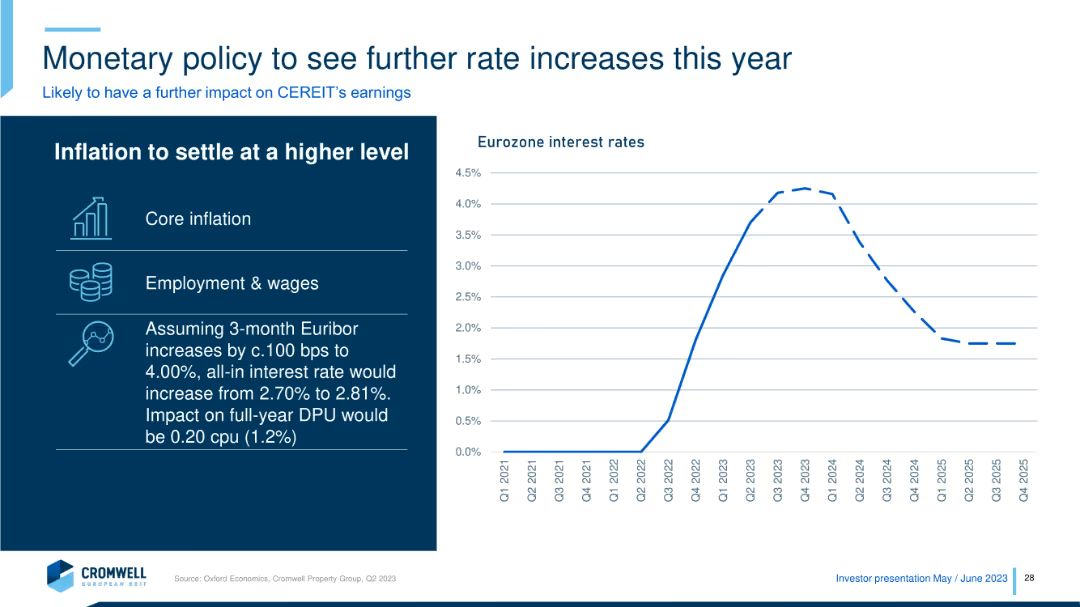 Monetary policy to see further rate increases this year
Likely to have a further impact on CEREIT's earnings
Inflation to settle at a higher level
Core inflation
Employment & wages
Assuming 3-month Euribor
increases by c.100 bps to
4.00%, all-in interest rate would
increase from 2.70% to 2.81%.
Impact on full-year DPU would
be 0.20 cpu (1.2%)
Eurozone interest rates
4.5%
4.0%
3.5%
3.0%
2.5%
2.0%
1.5%
1.0%
0.5%
0.0%
Q1 2021
Q2 2021
Q3 2021
Q4 2021
Q1 2022
Q2 2022
Q3 2022
Q4 2022
Q1 2023
Q2 2023
Q3 2023
Q4 2023
Q1 2024
Q2 2024
Q3 2024
Q4 2024
Q1 2025
Q2 2025
Q3 2025
Q4 2025
CROMWELL
EUROPEAN REIT
Source: Oxford Economics, Cromwell Property Group, Q2 2023
Investor presentation May / June 2023
28